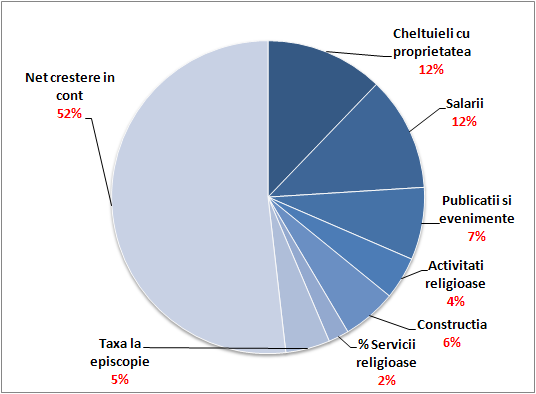 Cheltuieli cu
proprietatea
12%
Salarii
12%
Publicatii si
evenimente
7%
Activitati
religioase
4%
Constructia
6%
% Servicii
religioase
2%
Taxa la
episcopie
5%
Net crestere in
cont
52%